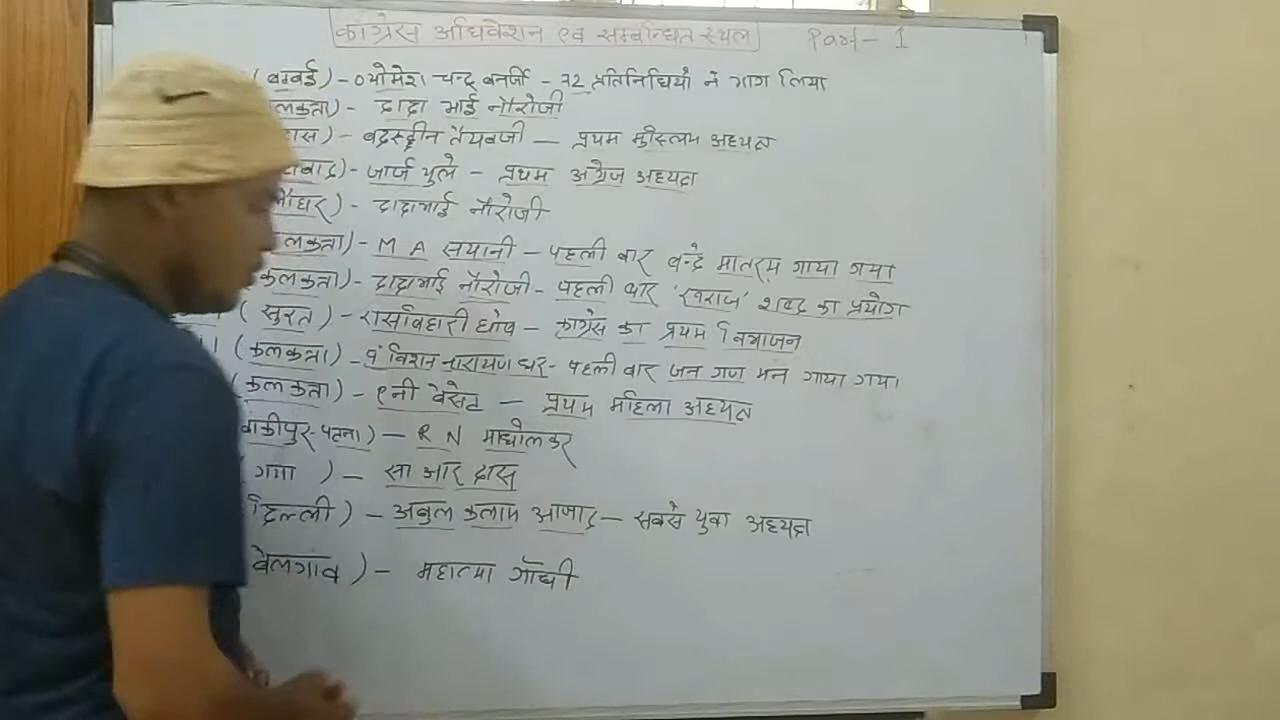 कांग्रेस अधिवेशन एवं सम्बन्धित स्थल Part - 1
(बम्बई) - व्योमेश चन्द्र बनर्जी - 72 प्रतिनिधियों ने भाग लिया
लकत्ता) - दादा भाई नौरोजी
ास) - बदरुद्दीन तैयबजी — प्रथम मुस्लिम अध्यक्ष
ाबाद) - जार्ज युले - प्रथम अंग्रेज अध्यक्ष
ाहौर) - दादाभाई नौरोजी
लकत्ता) - M A सयानी - पहली बार वन्दे मातरम गाया गया
कलकत्ता) - दादाभाई नौरोजी - पहली बार 'स्वराज' शब्द का प्रयोग
( सूरत ) - रासबिहारी घोष - कांग्रेस का प्रथम विभाजन
(कलकत्ता) - पं विशन नारायण धर - पहली बार जन गण मन गाया गया
(कलकत्ता) - एनी बेसेंट — प्रथम महिला अध्यक्ष
बांकीपुर-पटना) — R N माधोलकर
( गया ) — सी आर दास
(दिल्ली) - अबुल कलाम आजाद — सबसे युवा अध्यक्ष
बेलगांव) - महात्मा गाँधी